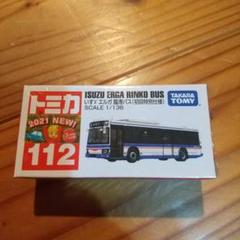 トミカ
2021 NEW!
112
ISUZU ERGA RINKO BUS
いすゞ エルガ 臨港バス(初回特別仕様)
SCALE 1/136
TAKARA
TOMY